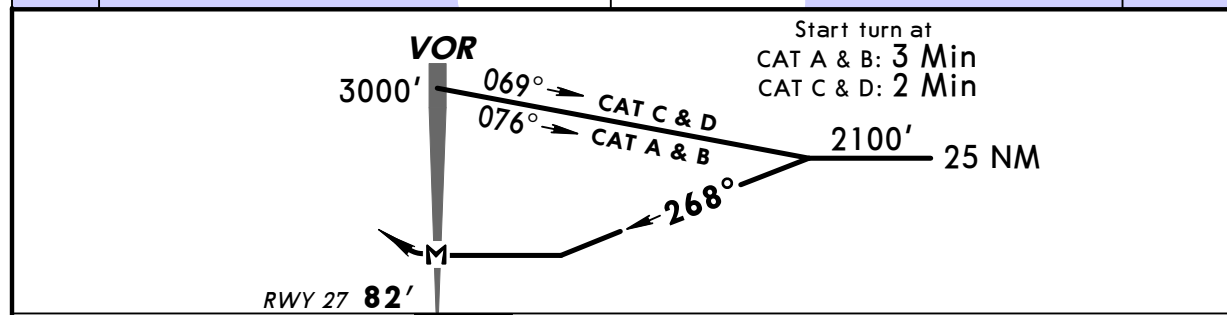 Start turn at
CAT A & B: 3 Min
CAT C & D: 2 Min
VOR
3000'
069° CAT C & D
076° CAT A & B
2100'
25 NM
268°
M
RWY 27 82'